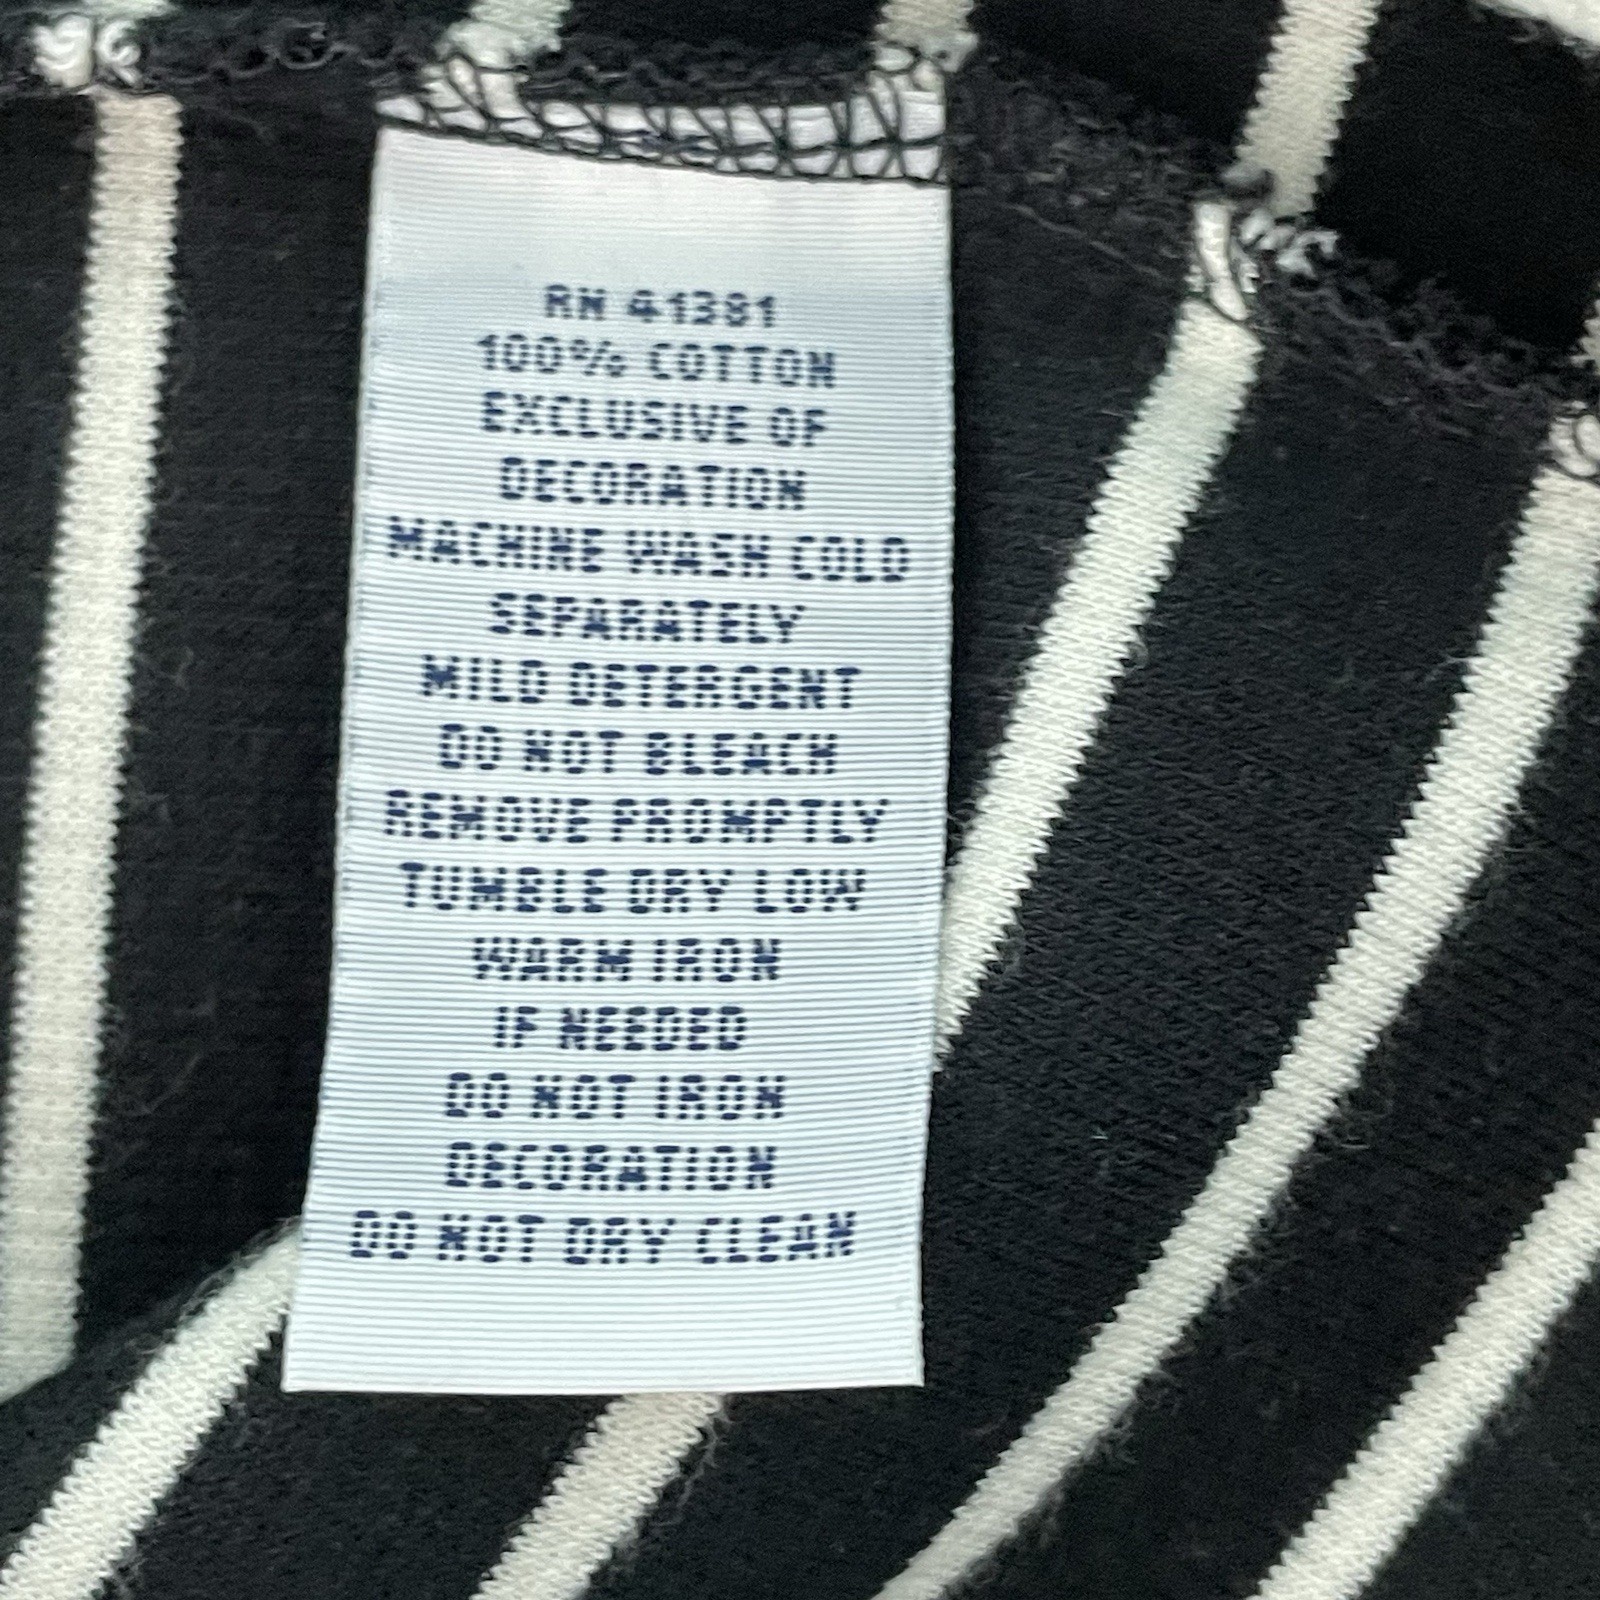 RN 41381
100% COTTON
EXCLUSIVE OF
DECORATION
MACHINE WASH COLD
SEPARATELY
MILD DETERGENT
DO NOT BLEACH
REMOVE PROMPTLY
TUMBLE DRY LOW
WARM IRON
IF NEEDED
DO NOT IRON
DECORATION
DO NOT DRY CLEAN